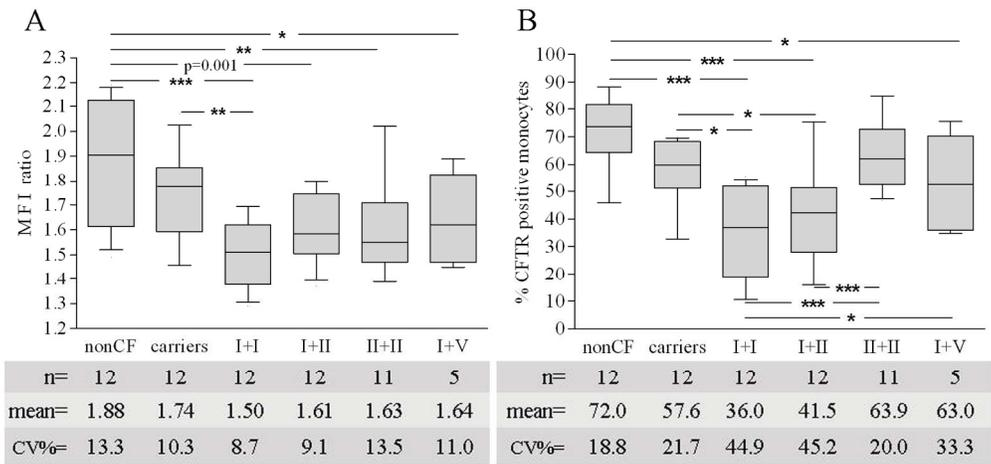 A
*
**
p=0.001
***
**
2.3
2.2
2.1
2.0
1.9
1.8
1.7
1.6
1.5
1.4
1.3
1.2
MFI ratio
nonCF carriers I+I I+II II+II I+V
n= 12 12 12 12 11 5
mean= 1.88 1.74 1.50 1.61 1.63 1.64
CV%= 13.3 10.3 8.7 9.1 13.5 11.0
B
*
***
***
*
*
***
***
*
100
90
80
70
60
50
40
30
20
10
0
% CFTR positive monocytes
nonCF carriers I+I I+II II+II I+V
12 12 12 12 11 5
72.0 57.6 36.0 41.5 63.9 63.0
18.8 21.7 44.9 45.2 20.0 33.3